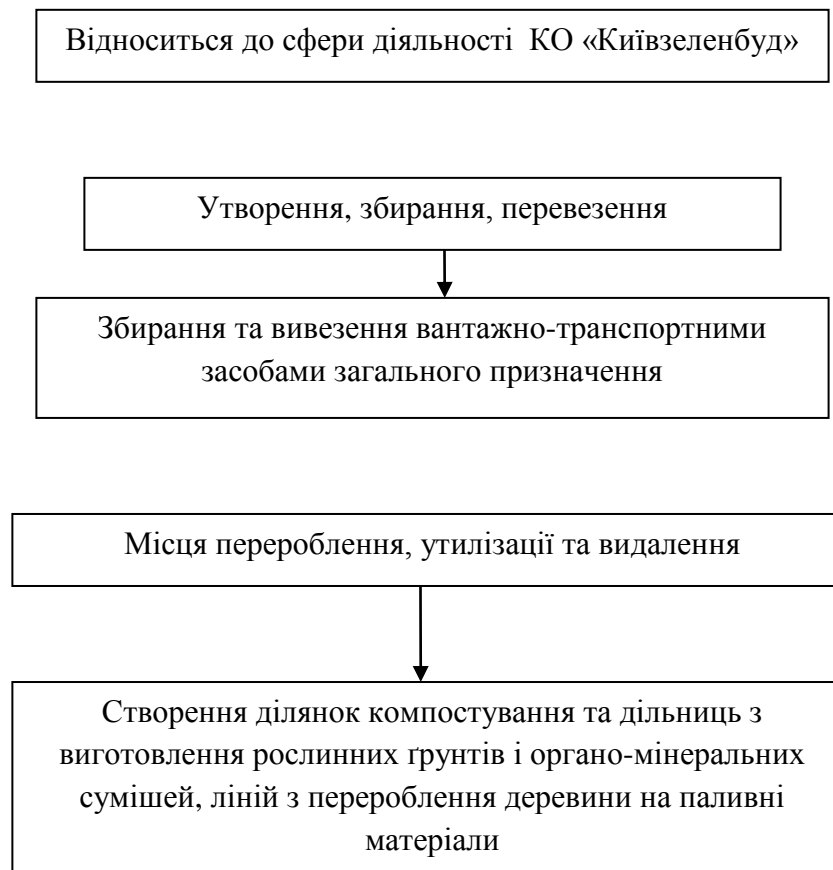 Відноситься до сфери діяльності КО «Київзеленбуд»
Утворення, збирання, перевезення
Збирання та вивезення вантажно-транспортними
засобами загального призначення
Місця перероблення, утилізації та видалення
Створення ділянок компостування та дільниць з
виготовлення рослинних ґрунтів і органо-мінеральних
сумішей, ліній з перероблення деревини на паливні
матеріали